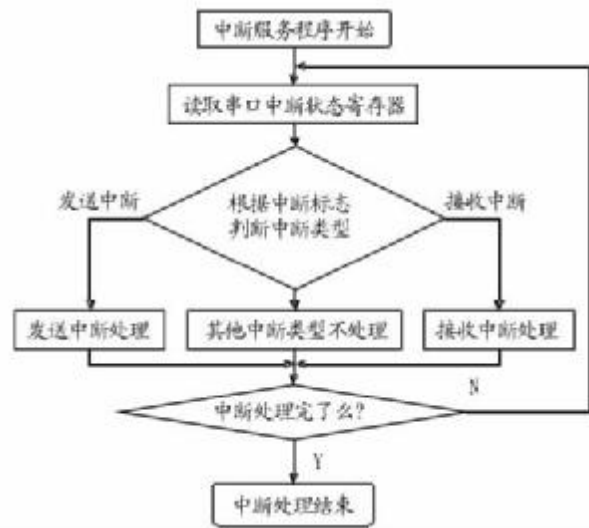 中断服务程序开始
读取串口中断状态寄存器
发送中断
根据中断标态
判断中断类型
接收中断
发送中断处理
其他中断类型不处理
接收中断处理
N
中断处理完了么?
Y
中断处理结束